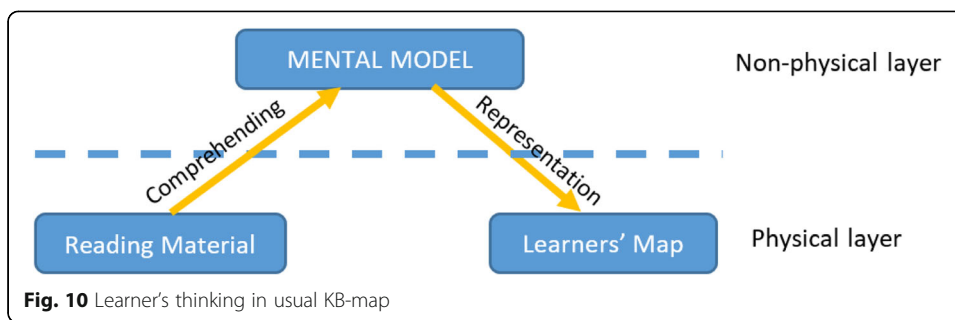 MENTAL MODEL
Non-physical layer
Comprehending
Representation
Reading Material
Learners’ Map
Physical layer
Fig. 10 Learner’s thinking in usual KB-map